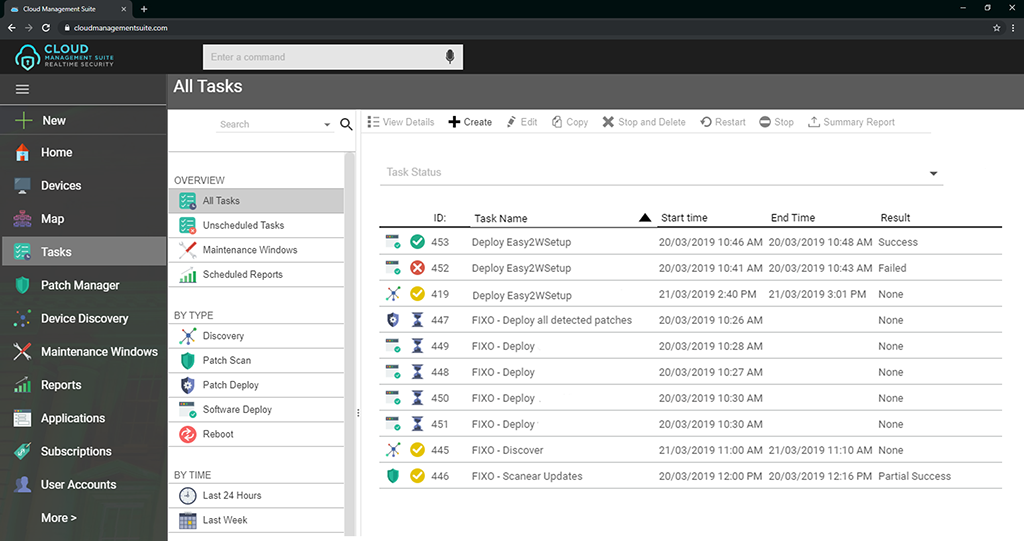 Cloud Management Suite
cloudmanagementsuite.com
CLOUD
MANAGEMENT SUITE
REALTIME SECURITY
Enter a command
All Tasks
New
Home
Devices
Map
Tasks
Patch Manager
Device Discovery
Maintenance Windows
Reports
Applications
Subscriptions
User Accounts
More >
Search
OVERVIEW
All Tasks
Unscheduled Tasks
Maintenance Windows
Scheduled Reports
BY TYPE
Discovery
Patch Scan
Patch Deploy
Software Deploy
Reboot
BY TIME
Last 24 Hours
Last Week
View Details Create Edit Copy Stop and Delete Restart Stop Summary Report
Task Status
ID: Task Name Start time End Time Result
453 Deploy Easy2WSetup 20/03/2019 10:46 AM 20/03/2019 10:48 AM Success
452 Deploy Easy2WSetup 20/03/2019 10:41 AM 20/03/2019 10:43 AM Failed
419 Deploy Easy2WSetup 21/03/2019 2:40 PM 21/03/2019 3:01 PM None
447 FIXO - Deploy all detected patches 20/03/2019 10:26 AM None
449 FIXO - Deploy 20/03/2019 10:28 AM None
448 FIXO - Deploy 20/03/2019 10:27 AM None
450 FIXO - Deploy 20/03/2019 10:30 AM None
451 FIXO - Deploy 20/03/2019 10:30 AM None
445 FIXO - Discover 21/03/2019 11:00 AM 21/03/2019 11:10 AM None
446 FIXO - Scanear Updates 20/03/2019 12:00 PM 20/03/2019 12:16 PM Partial Success